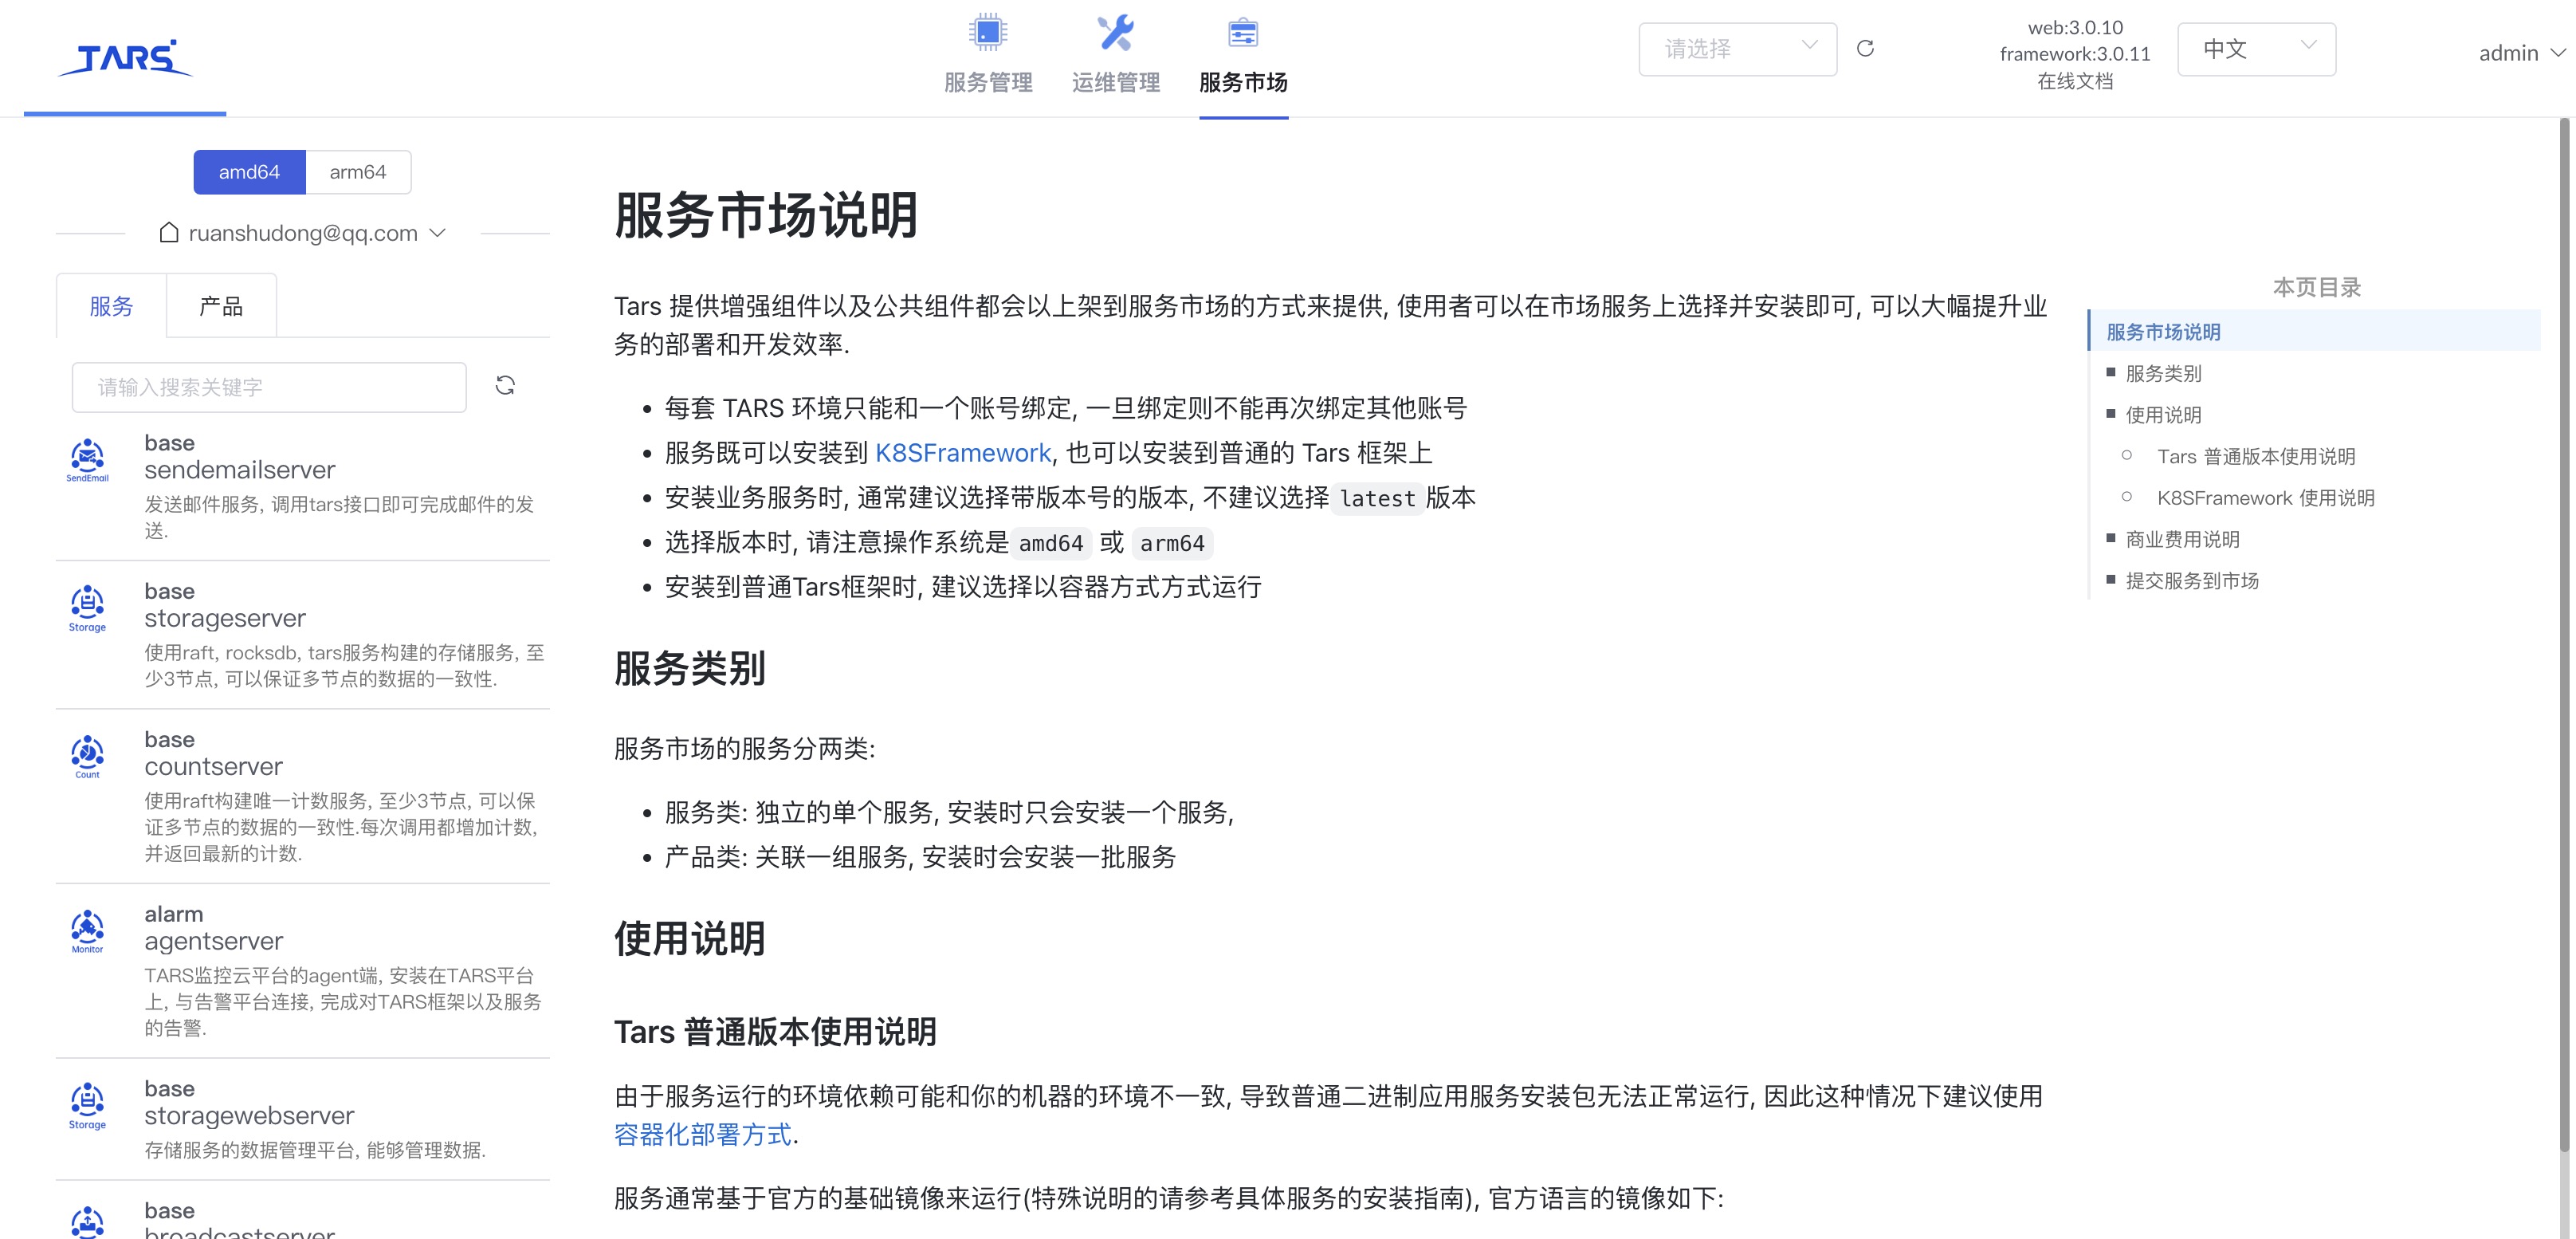 TARS
服务管理
运维管理
服务市场
请选择
web:3.0.10
framework:3.0.11
在线文档
中文
admin
amd64
arm64
ruanshudong@qq.com
服务
产品
请输入搜索关键字
SendEmail
base
sendemailserver
发送邮件服务, 调用tars接口即可完成邮件的发
送.
Storage
base
storageserver
使用raft, rocksdb, tars服务构建的存储服务, 至
少3节点, 可以保证多节点的数据的一致性.
Count
base
countserver
使用raft构建唯一计数服务, 至少3节点, 可以保
证多节点的数据的一致性.每次调用都增加计数,
并返回最新的计数.
Monitor
alarm
agentserver
TARS监控云平台的agent端, 安装在TARS平台
上, 与告警平台连接, 完成对TARS框架以及服务
的告警.
Storage
base
storagewebserver
存储服务的数据管理平台, 能够管理数据.
base
broadcastserver
服务市场说明
Tars 提供增强组件以及公共组件都会以上架到服务市场的方式来提供, 使用者可以在市场服务上选择并安装即可, 可以大幅提升业
务的部署和开发效率.
• 每套 TARS 环境只能和一个账号绑定, 一旦绑定则不能再次绑定其他账号
• 服务既可以安装到 K8SFramework, 也可以安装到普通的 Tars 框架上
• 安装业务服务时, 通常建议选择带版本号的版本, 不建议选择 latest 版本
• 选择版本时, 请注意操作系统是 amd64 或 arm64
• 安装到普通Tars框架时, 建议选择以容器方式方式运行
服务类别
服务市场的服务分两类:
• 服务类: 独立的单个服务, 安装时只会安装一个服务,
• 产品类: 关联一组服务, 安装时会安装一批服务
使用说明
Tars 普通版本使用说明
由于服务运行的环境依赖可能和你的机器的环境不一致, 导致普通二进制应用服务安装包无法正常运行, 因此这种情况下建议使用
容器化部署方式.
服务通常基于官方的基础镜像来运行(特殊说明的请参考具体服务的安装指南), 官方语言的镜像如下:
本页目录
服务市场说明
服务类别
使用说明
Tars 普通版本使用说明
K8SFramework 使用说明
商业费用说明
提交服务到市场